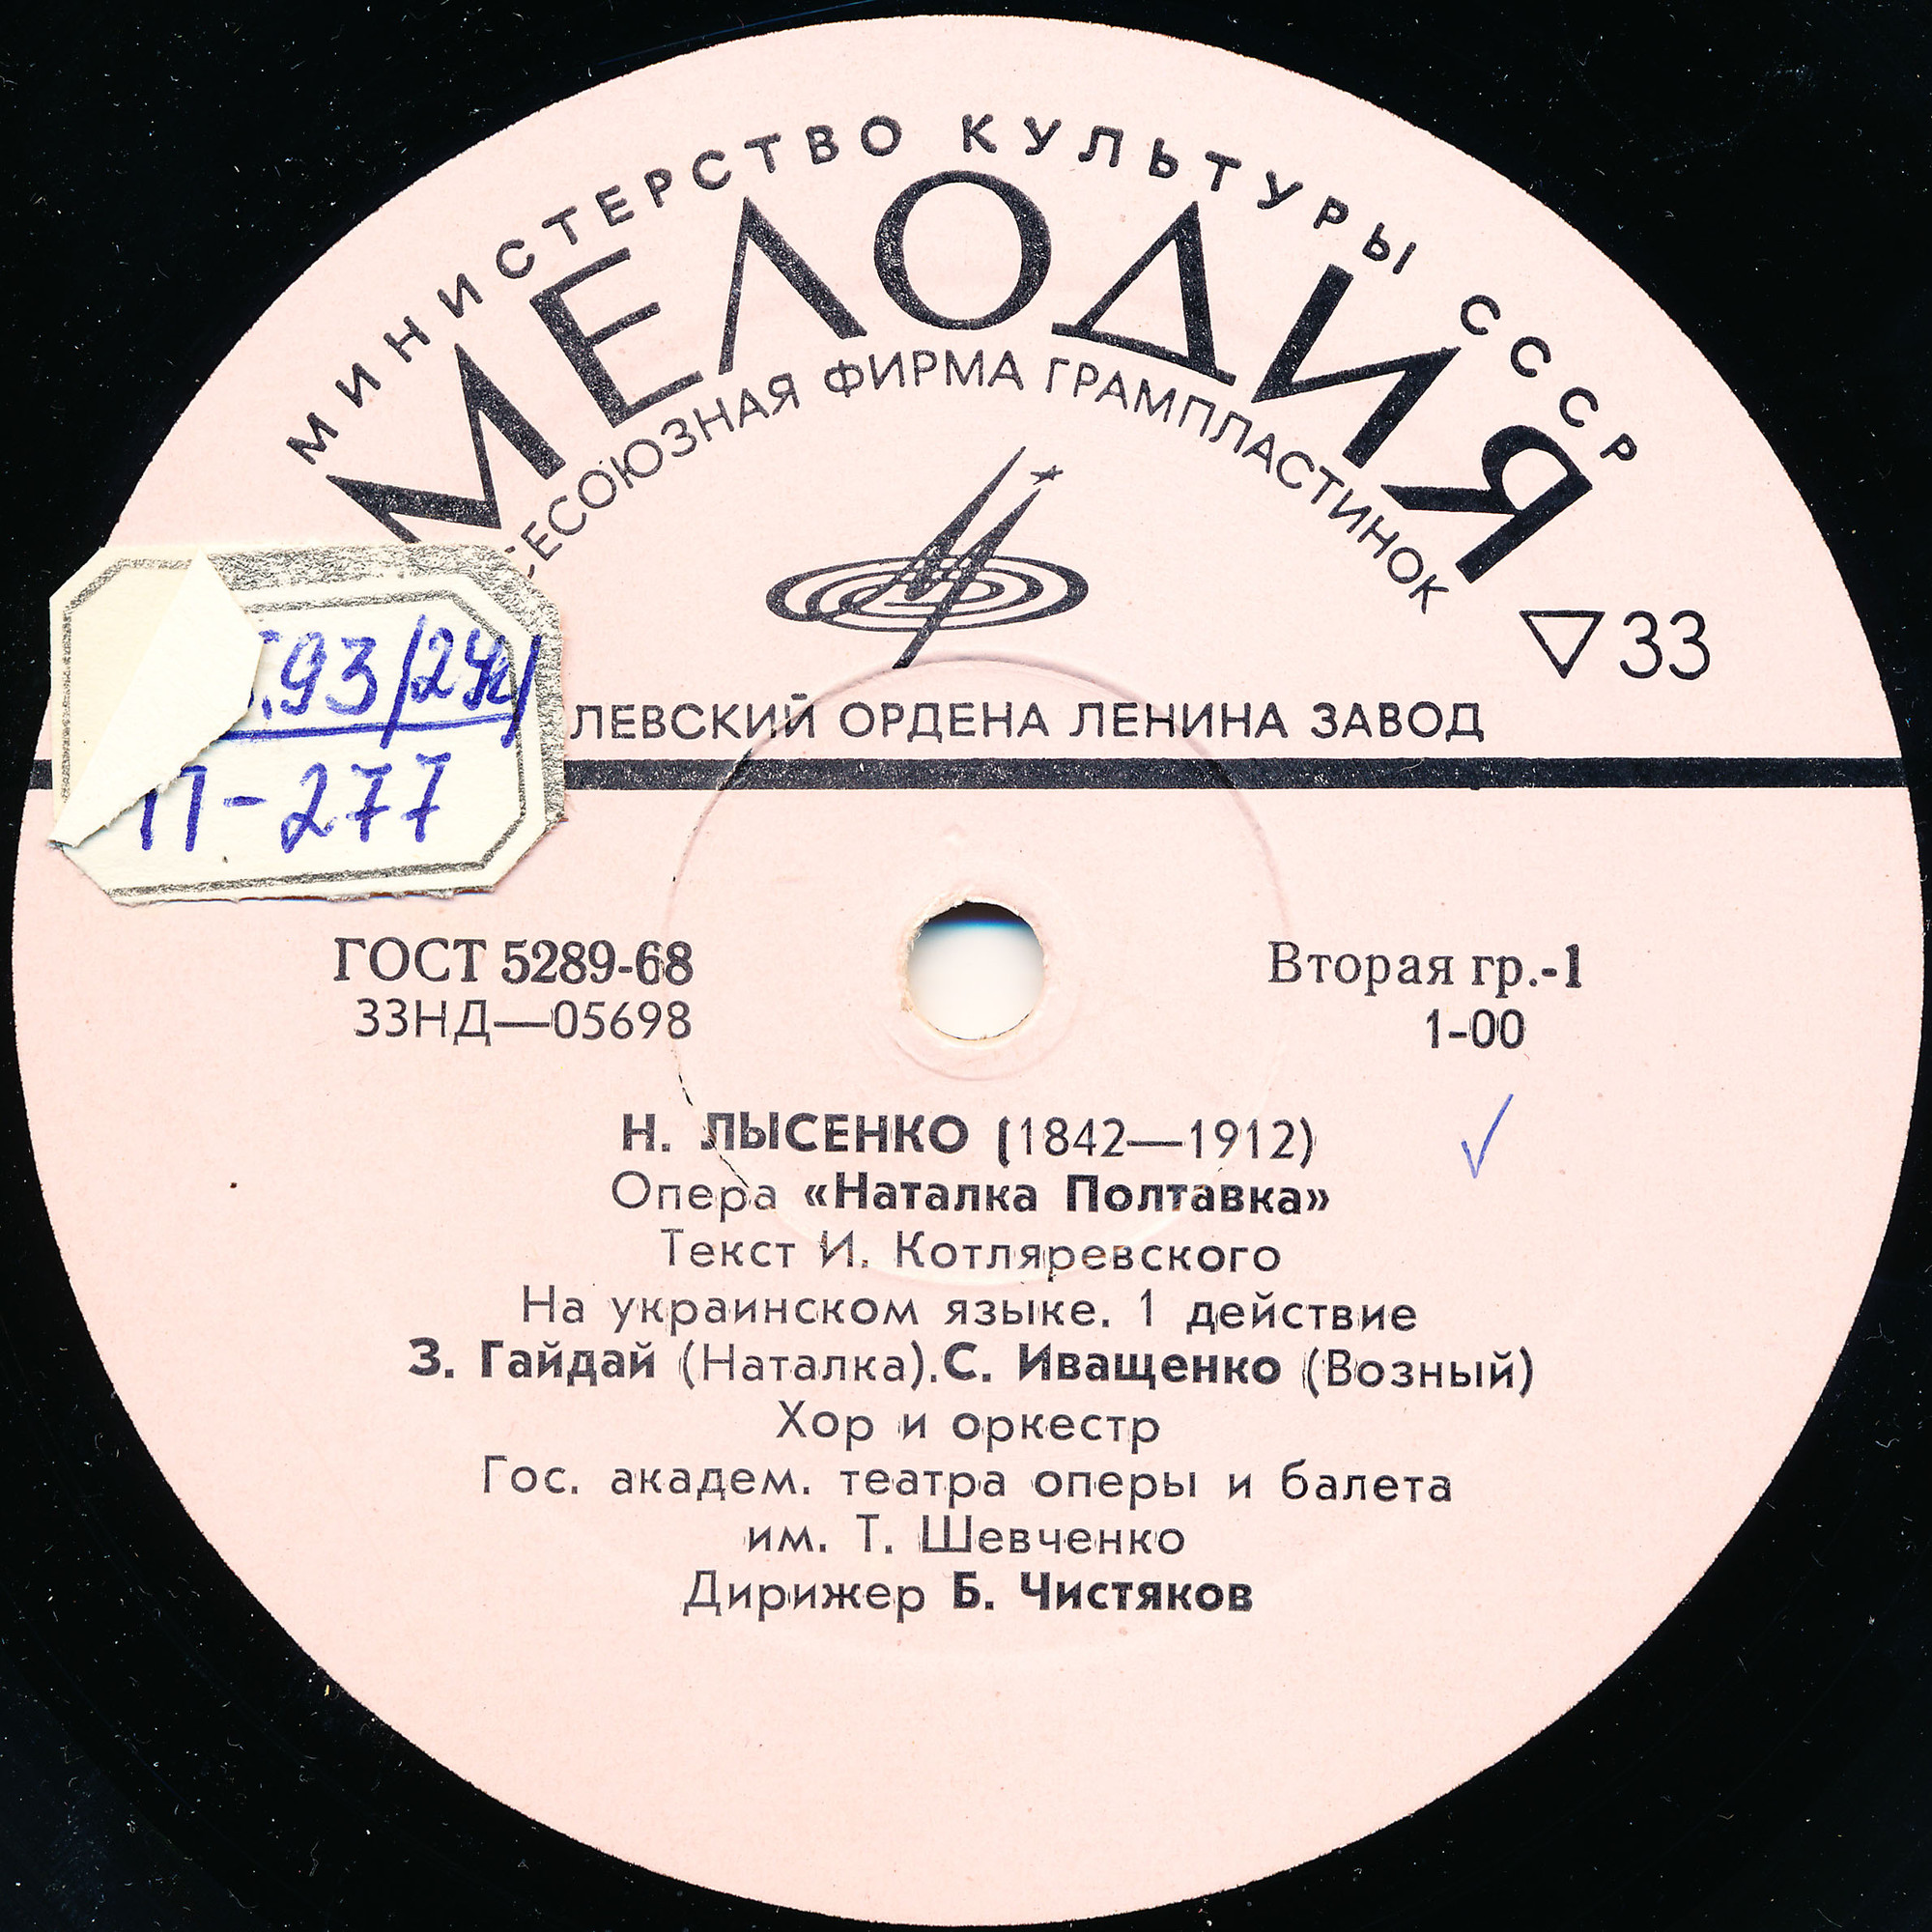 МИНИСТЕРСТВО КУЛЬТУРЫ СССР
МЕЛОДИЯ
ЕСОЮЗНАЯ ФИРМА ГРАМПЛАСТИНОК
▽33
ЛЕВСКИЙ ОРДЕНА ЛЕНИНА ЗАВОД
П-277
ГОСТ 5289-68
33НД—05698
Вторая гр.-1
1-00
Н. ЛЫСЕНКО (1842—1912)
Опера «Наталка Полтавка»
Текст И. Котляревского
На украинском языке. 1 действие
З. Гайдай (Наталка).С. Иващенко (Возный)
Хор и оркестр
Гос. академ. театра оперы и балета
им. Т. Шевченко
Дирижер Б. Чистяков